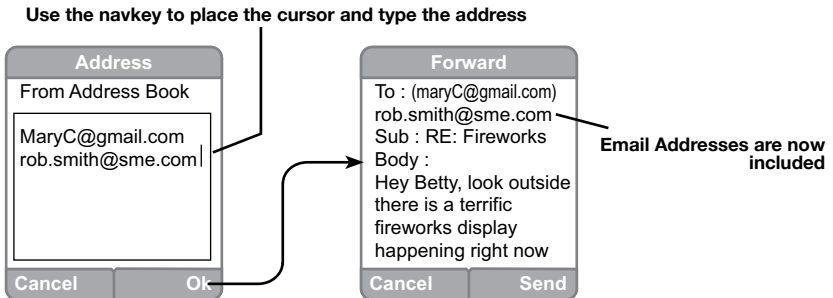 Use the navkey to place the cursor and type the address
Address
From Address Book
MaryC@gmail.com
rob.smith@sme.com
Cancel
Ok
Forward
To : (maryC@gmail.com)
rob.smith@sme.com
Sub : RE: Fireworks
Body :
Hey Betty, look outside
there is a terrific
fireworks display
happening right now
Cancel
Send
Email Addresses are now
included